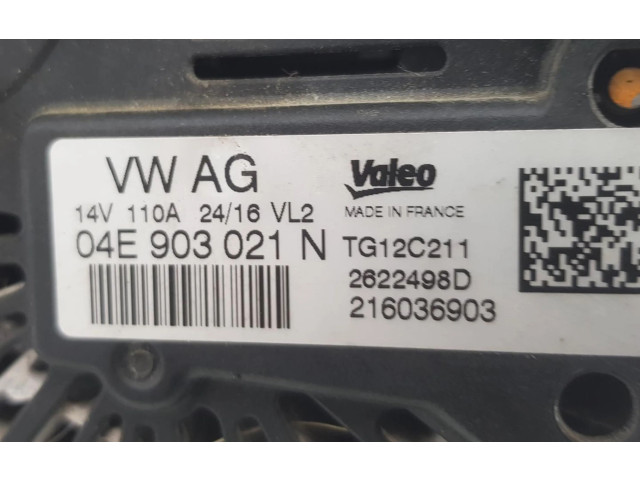 VW AG
14V 110A 24/16 VL2
04E 903 021 N
Valeo
MADE IN FRANCE
TG12C211
2622498D
216036903